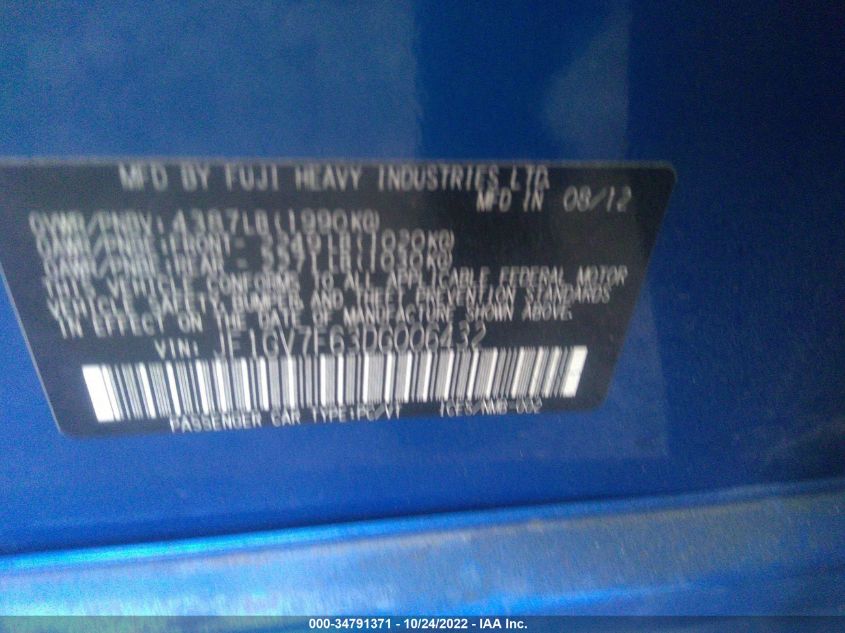 MFD BY FUJI HEAVY INDUSTRIES LTD.
MFD IN 08/12
GVWR/PNBV: 4387LB(1990KG)
GAWR/PNBE:FRONT- 2249LB(1020KG)
GAWR/PNBE:REAR - LB(1030KG)
THIS VEHICLE CONFORMS TO ALL APPLICABLE FEDERAL MOTOR
VEHICLE SAFETY,BUMPER, AND THEFT PREVENTION STANDARDS
IN EFFECT ON THE DATE OF MANUFACTURE SHOWN ABOVE.
VIN: JF1GV7F63DG006432
PASSENGER CAR TYPE:PC/VT ICES/NMB-002
000-34791371 - 10/24/2022 - IAA Inc.